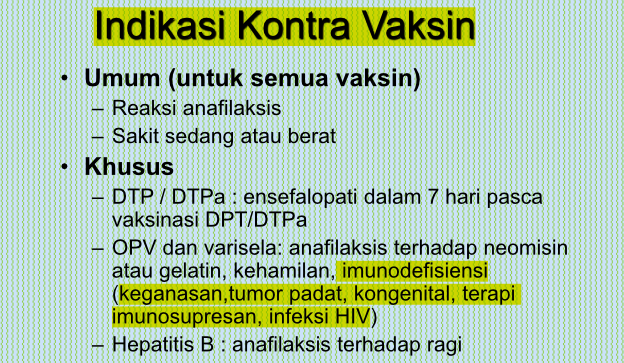 Indikasi Kontra Vaksin
• Umum (untuk semua vaksin)
– Reaksi anafilaksis
– Sakit sedang atau berat
• Khusus
– DTP / DTPa : ensefalopati dalam 7 hari pasca
vaksinasi DPT/DTPa
– OPV dan varisela: anafilaksis terhadap neomisin
atau gelatin, kehamilan, imunodefisiensi
(keganasan,tumor padat, kongenital, terapi
imunosupresan, infeksi HIV)
– Hepatitis B : anafilaksis terhadap ragi